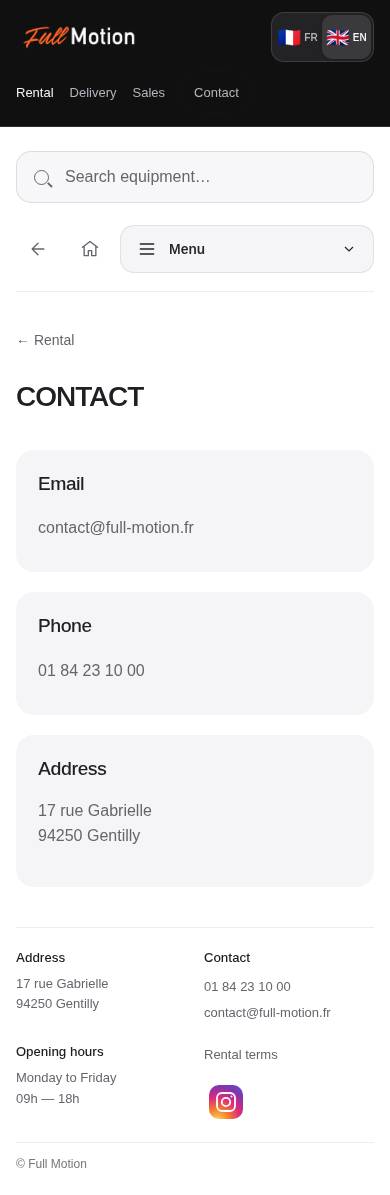 Full Motion
FR
EN
Rental Delivery Sales Contact
Search equipment…
Menu
← Rental
CONTACT
Email
contact@full-motion.fr
Phone
01 84 23 10 00
Address
17 rue Gabrielle
94250 Gentilly
Address
17 rue Gabrielle
94250 Gentilly
Opening hours
Monday to Friday
09h — 18h
Contact
01 84 23 10 00
contact@full-motion.fr
Rental terms
© Full Motion